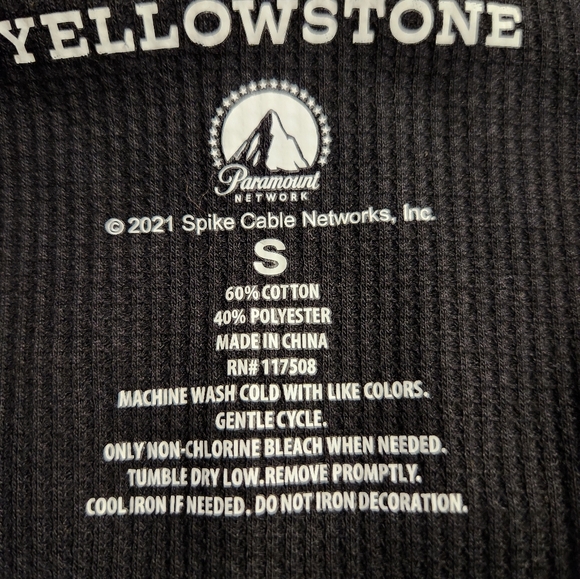 YELLOWSTONE
Paramount
NETWORK
© 2021 Spike Cable Networks, Inc.
S
60% COTTON
40% POLYESTER
MADE IN CHINA
RN# 117508
MACHINE WASH COLD WITH LIKE COLORS.
GENTLE CYCLE.
ONLY NON-CHLORINE BLEACH WHEN NEEDED.
TUMBLE DRY LOW.REMOVE PROMPTLY.
COOL IRON IF NEEDED. DO NOT IRON DECORATION.